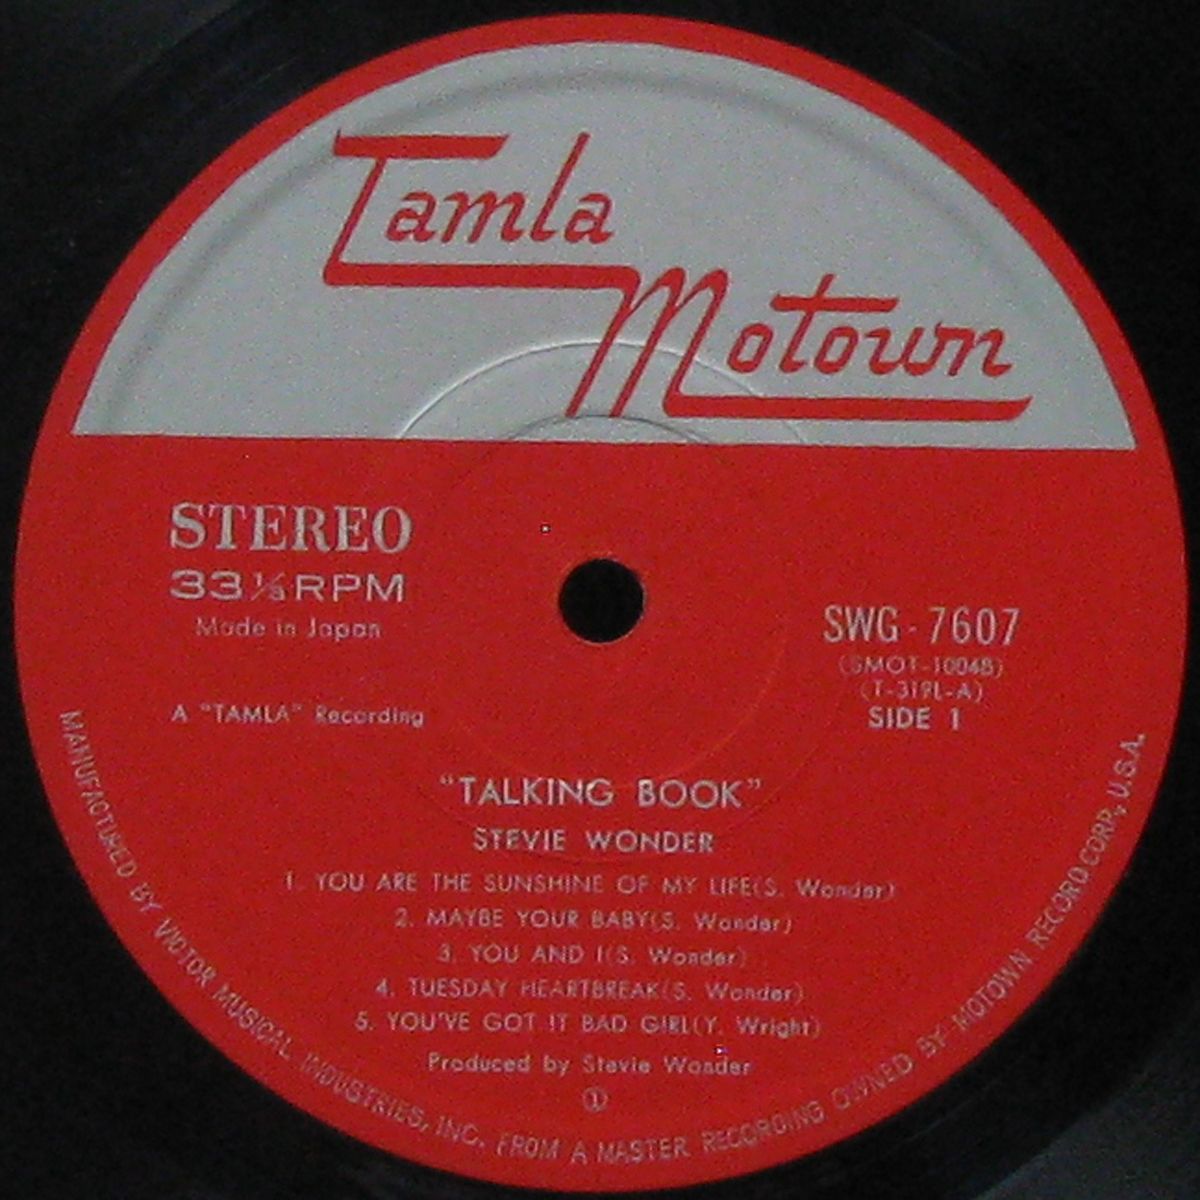 Tamla
Motown
STEREO
33⅓RPM
Made in Japan
SWG-7607
(SMOT-1004B)
(T-319L-A)
SIDE 1
A "TAMLA" Recording
"TALKING BOOK"
STEVIE WONDER
1. YOU ARE THE SUNSHINE OF MY LIFE(S. Wonder)
2. MAYBE YOUR BABY(S. Wonder)
3. YOU AND I(S. Wonder)
4. TUESDAY HEARTBREAK(S. Wonder)
5. YOU'VE GOT IT BAD GIRL(Y. Wright)
Produced by Stevie Wonder
①
MANUFACTURED BY VICTOR MUSICAL INDUSTRIES, INC. FROM A MASTER RECORDING OWNED BY MOTOWN RECORD CORP., U.S.A.